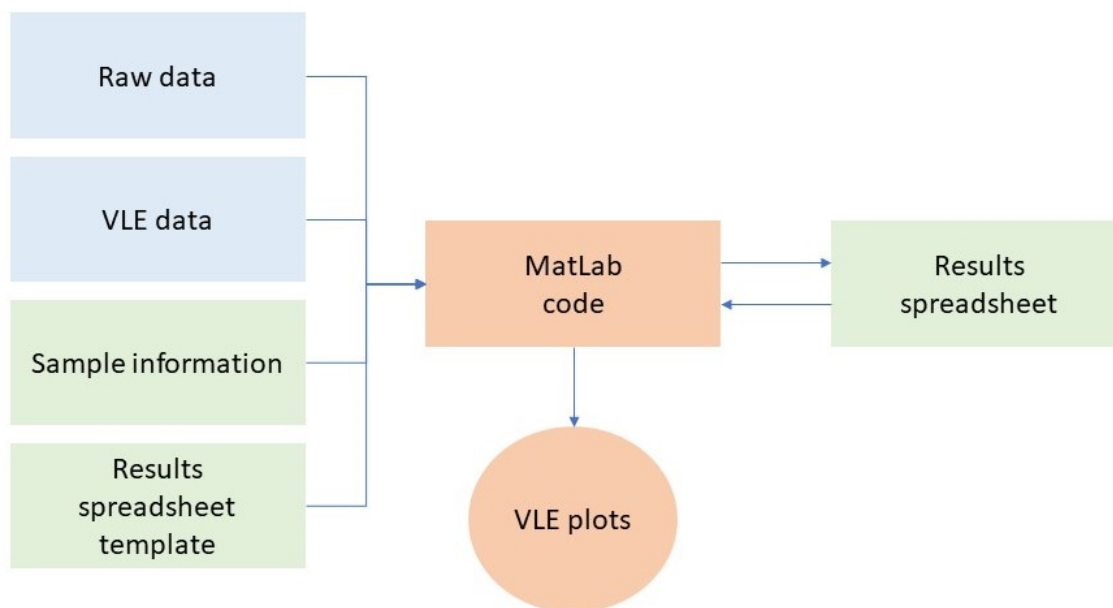 Raw data
VLE data
Sample information
Results
spreadsheet
template
MatLab
code
Results
spreadsheet
VLE plots